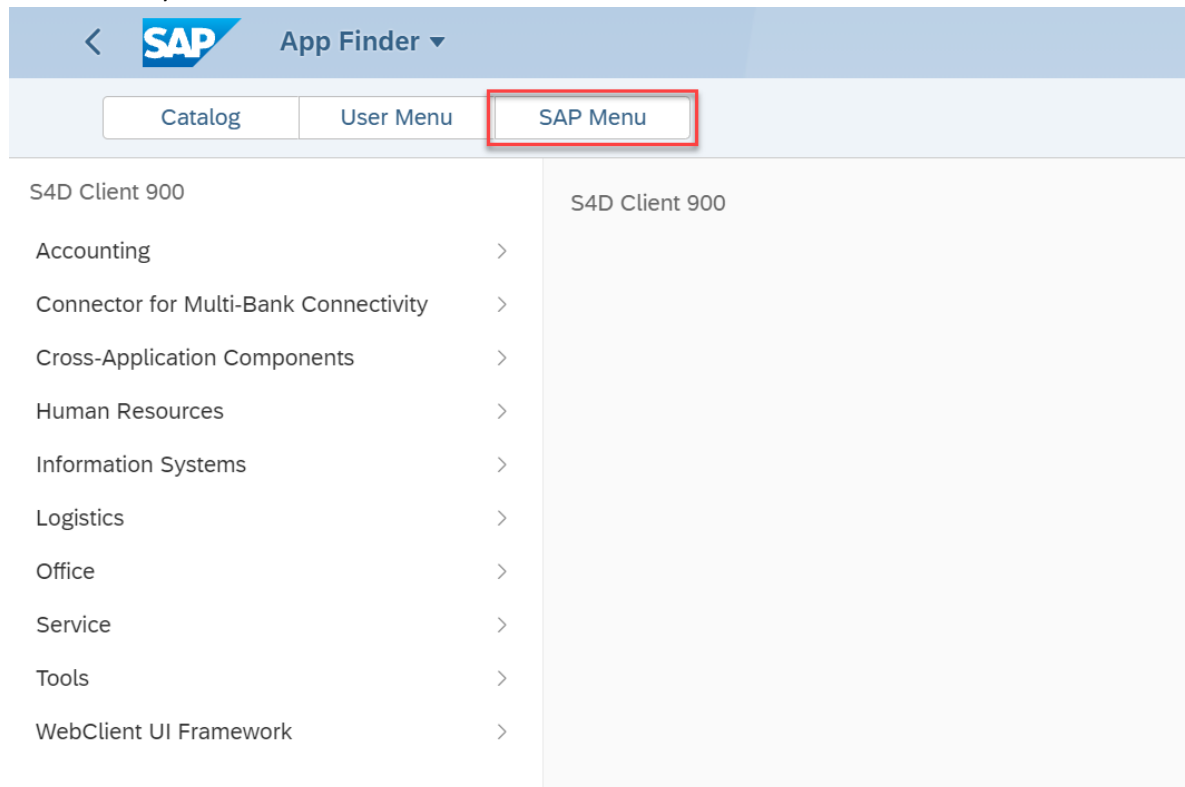 SAP App Finder
Catalog User Menu SAP Menu
S4D Client 900
Accounting
Connector for Multi-Bank Connectivity
Cross-Application Components
Human Resources
Information Systems
Logistics
Office
Service
Tools
WebClient UI Framework
S4D Client 900